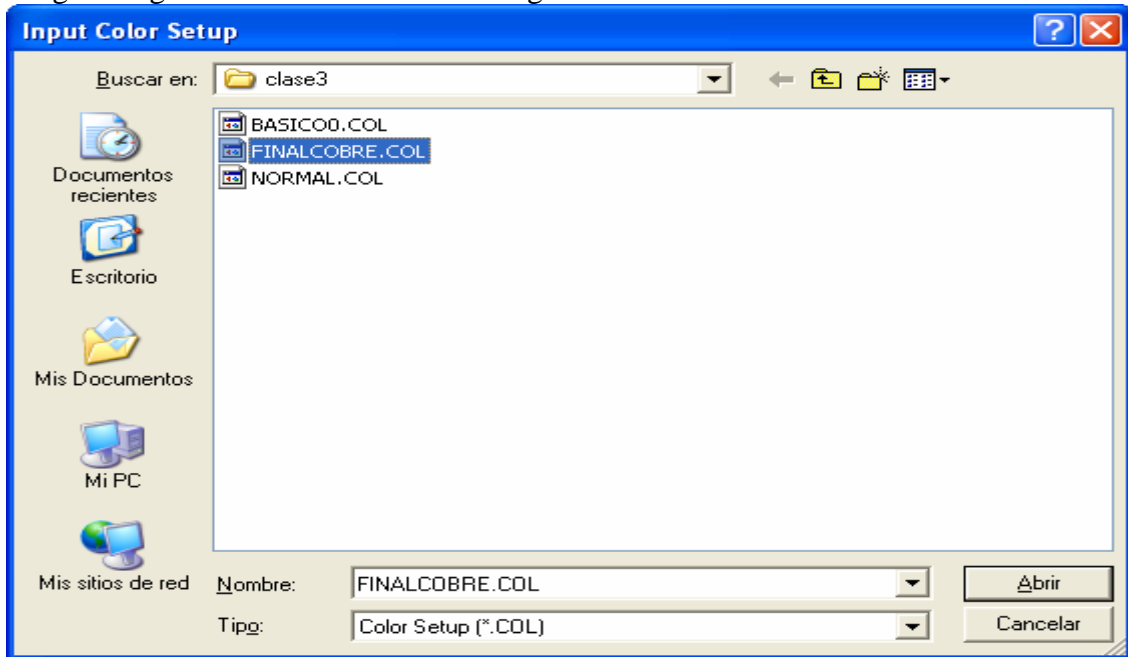 Input Color Setup
Buscar en: clase3
BASICO0.COL
FINALCOBRE.COL
NORMAL.COL
Documentos
recientes
Escritorio
Mis Documentos
Mi PC
Mis sitios de red
Nombre: FINALCOBRE.COL Abrir
Tipo: Color Setup (*.COL) Cancelar